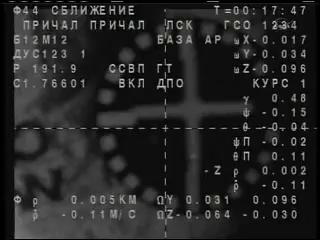 Ф44 СБЛИЖЕНИЕ T=00:17:47
ПРИЧАЛ ПРИЧАЛ ЛСК ГСО 1234
Б12М12 БАЗА АР ωX-0.017
ДУС123 1 ωY-0.034
Р 191.9 ССВП ГТ ωZ-0.096
С1.76601 ВКЛ ДПО КУРС 1
γ 0.48
ψ -0.15
ϑ -0.04
ψП -0.02
ϑП 0.11
-Z ρ 0.002
ρ̇ -0.11
Ф ρ 0.005КМ ΩY 0.031 0.096
ρ̇ -0.11М/С ΩZ-0.064 -0.030